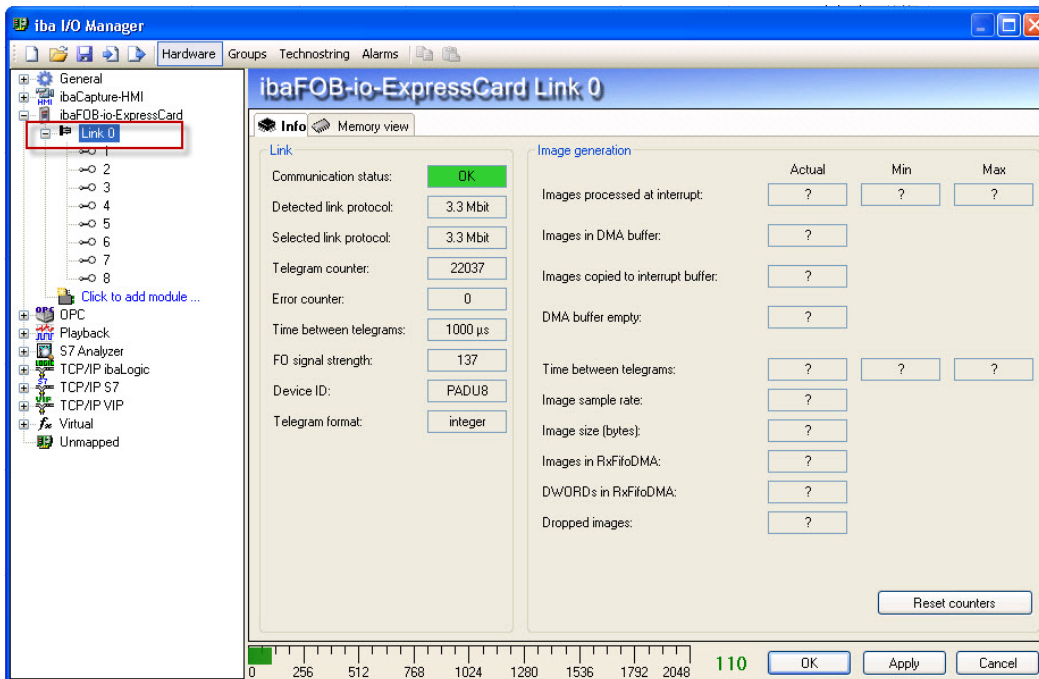 iba I/O Manager
Hardware Groups Technostring Alarms
General
HMI ibaCapture-HMI
ibaFOB-io-ExpressCard
Link 0
1
2
3
4
5
6
7
8
Click to add module ...
OPC OPC
Playback
S7 Analyzer
LOGIC TCP/IP ibaLogic
S7 TCP/IP S7
VIP TCP/IP VIP
fx Virtual
Unmapped
ibaFOB-io-ExpressCard Link 0
Info Memory view
Link
Communication status: OK
Detected link protocol: 3.3 Mbit
Selected link protocol: 3.3 Mbit
Telegram counter: 22037
Error counter: 0
Time between telegrams: 1000 µs
FO signal strength: 137
Device ID: PADU8
Telegram format: integer
Image generation
Actual Min Max
Images processed at interrupt: ? ? ?
Images in DMA buffer: ?
Images copied to interrupt buffer: ?
DMA buffer empty: ?
Time between telegrams: ? ? ?
Image sample rate: ?
Image size (bytes): ?
Images in RxFifoDMA: ?
DWORDs in RxFifoDMA: ?
Dropped images: ?
Reset counters
0 256 512 768 1024 1280 1536 1792 2048 110
OK Apply Cancel